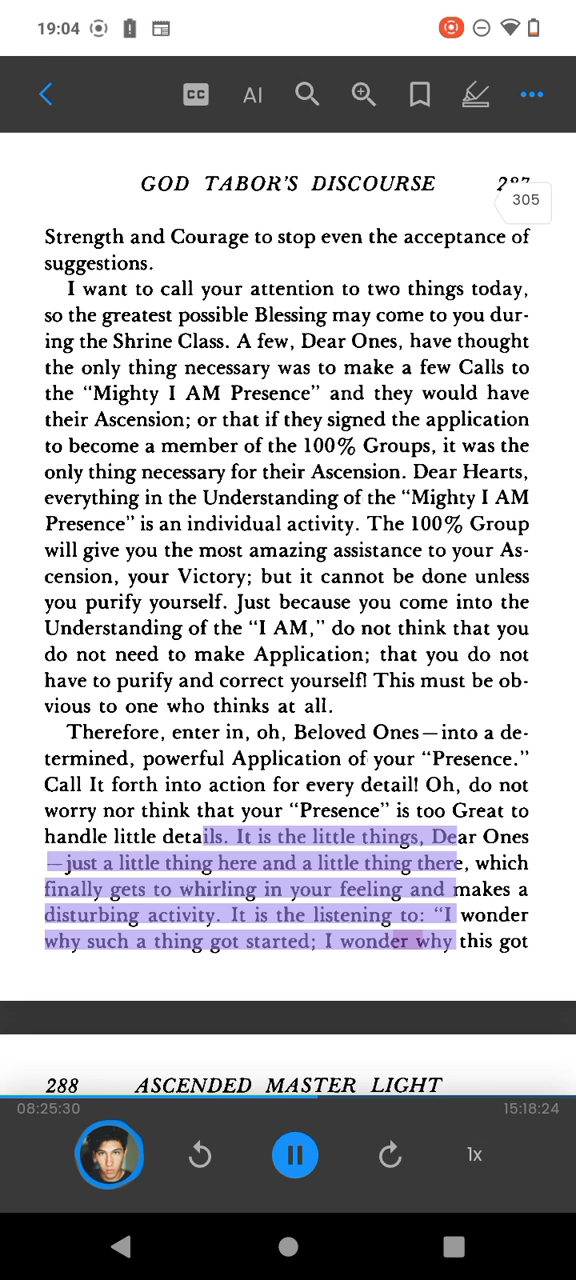 19:04
CC AI
GOD TABOR'S DISCOURSE
305
Strength and Courage to stop even the acceptance of
suggestions.
I want to call your attention to two things today,
so the greatest possible Blessing may come to you dur-
ing the Shrine Class. A few, Dear Ones, have thought
the only thing necessary was to make a few Calls to
the “Mighty I AM Presence” and they would have
their Ascension; or that if they signed the application
to become a member of the 100% Groups, it was the
only thing necessary for their Ascension. Dear Hearts,
everything in the Understanding of the “Mighty I AM
Presence” is an individual activity. The 100% Group
will give you the most amazing assistance to your As-
cension, your Victory; but it cannot be done unless
you purify yourself. Just because you come into the
Understanding of the “I AM,” do not think that you
do not need to make Application; that you do not
have to purify and correct yourself! This must be ob-
vious to one who thinks at all.
Therefore, enter in, oh, Beloved Ones—into a de-
termined, powerful Application of your “Presence.”
Call It forth into action for every detail! Oh, do not
worry nor think that your “Presence” is too Great to
handle little details. It is the little things, Dear Ones
—just a little thing here and a little thing there, which
finally gets to whirling in your feeling and makes a
disturbing activity. It is the listening to: “I wonder
why such a thing got started; I wonder why this got
288 ASCENDED MASTER LIGHT
08:25:30 15:18:24
1x